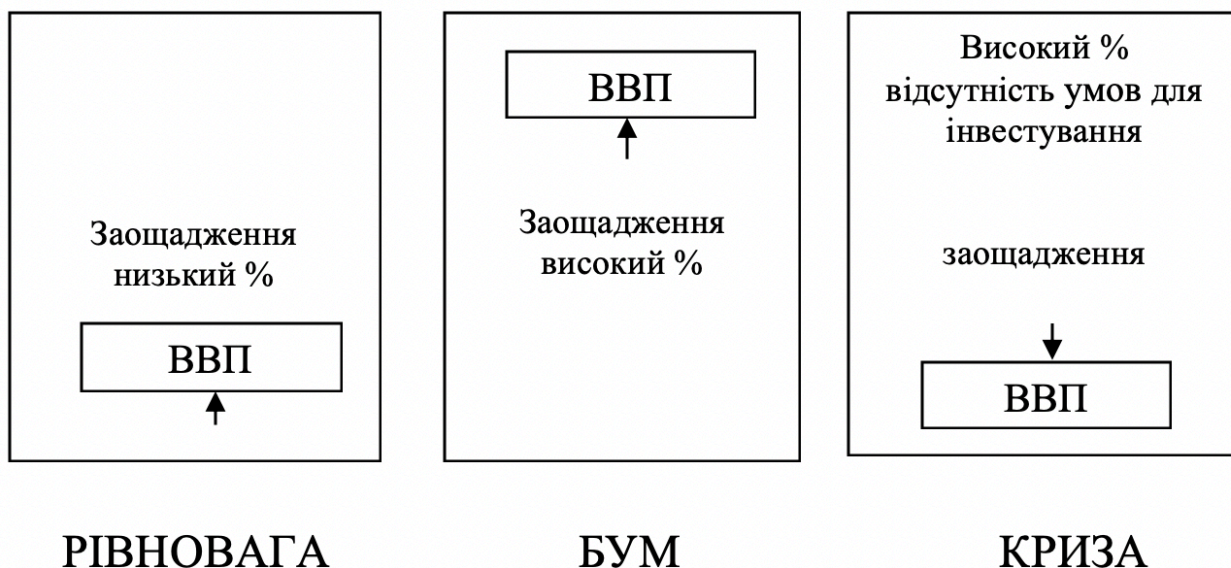 Заощадження
низький %
ВВП
РІВНОВАГА
ВВП
Заощадження
високий %
БУМ
Високий %
відсутність умов для
інвестування
заощадження
ВВП
КРИЗА